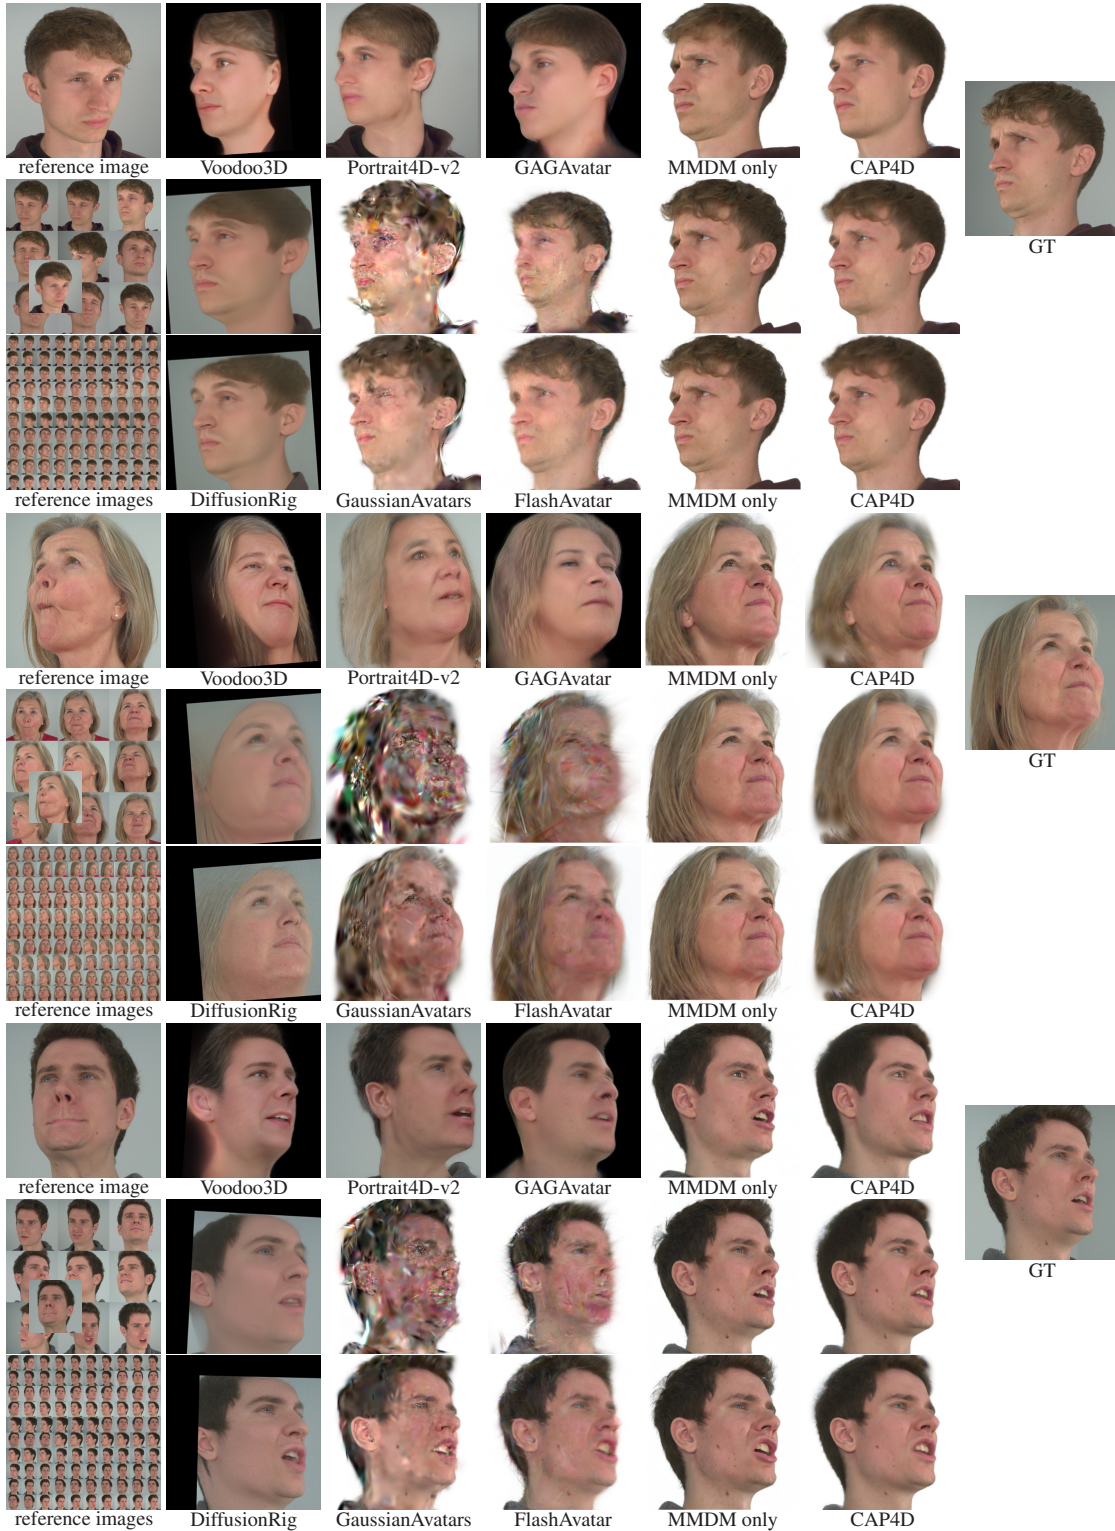 reference image Voodoo3D Portrait4D-v2 GAGAvatar MMDM only CAP4D
GT
reference images DiffusionRig GaussianAvatars FlashAvatar MMDM only CAP4D
reference image Voodoo3D Portrait4D-v2 GAGAvatar MMDM only CAP4D
GT
reference images DiffusionRig GaussianAvatars FlashAvatar MMDM only CAP4D
reference image Voodoo3D Portrait4D-v2 GAGAvatar MMDM only CAP4D
GT
reference images DiffusionRig GaussianAvatars FlashAvatar MMDM only CAP4D